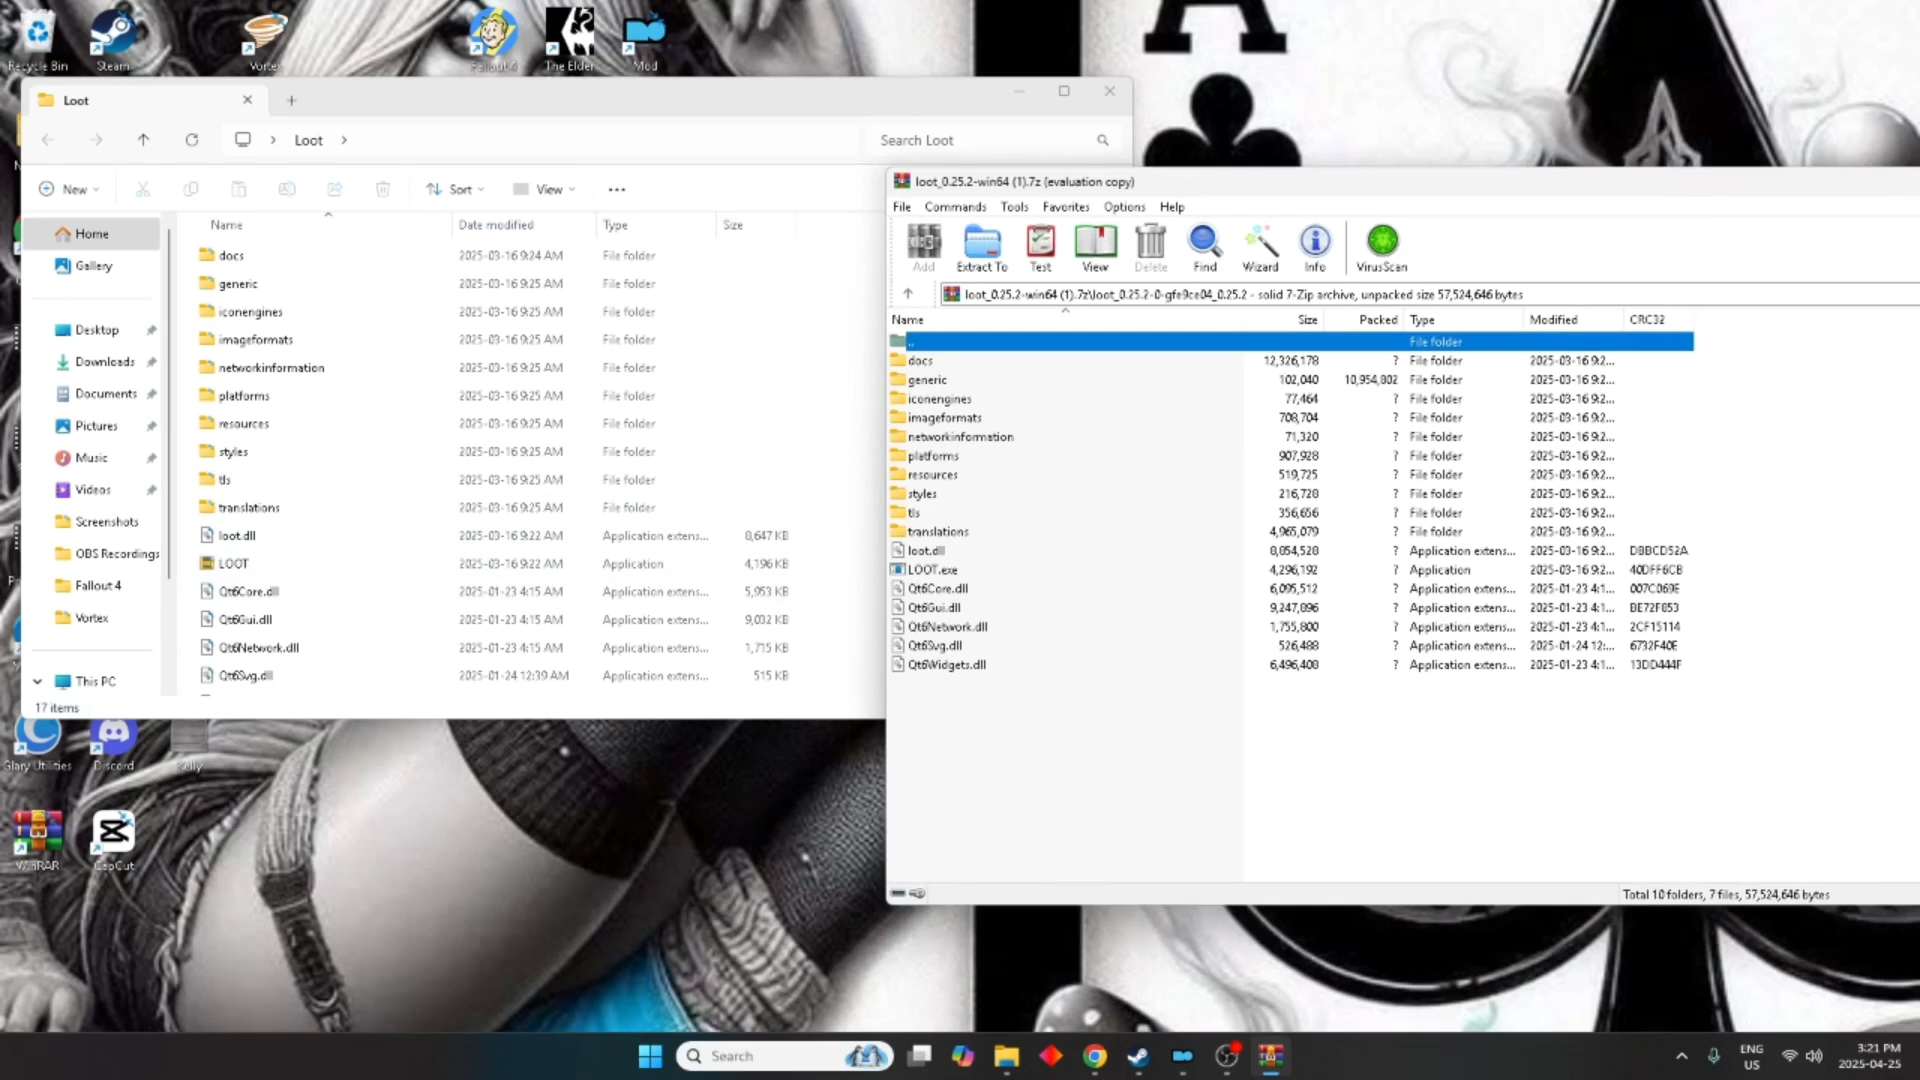 Recycle Bin
Steam
Vortex
Fallout 4
The Elder
Mod
Loot
Loot
Search Loot
New
Sort
View
Name
Date modified
Type
Size
Home
Gallery
Desktop
Downloads
Documents
Pictures
Music
Videos
Screenshots
OBS Recordings
Fallout 4
Vortex
This PC
docs 2025-03-16 9:24 AM File folder
generic 2025-03-16 9:25 AM File folder
iconengines 2025-03-16 9:25 AM File folder
imageformats 2025-03-16 9:25 AM File folder
networkinformation 2025-03-16 9:25 AM File folder
platforms 2025-03-16 9:25 AM File folder
resources 2025-03-16 9:25 AM File folder
styles 2025-03-16 9:25 AM File folder
tls 2025-03-16 9:25 AM File folder
translations 2025-03-16 9:25 AM File folder
loot.dll 2025-03-16 9:22 AM Application extens... 8,647 KB
LOOT 2025-03-16 9:22 AM Application 4,196 KB
Qt6Core.dll 2025-01-23 4:15 AM Application extens... 5,953 KB
Qt6Gui.dll 2025-01-23 4:15 AM Application extens... 9,032 KB
Qt6Network.dll 2025-01-23 4:15 AM Application extens... 1,715 KB
Qt6Svg.dll 2025-01-24 12:39 AM Application extens... 515 KB
17 items
loot_0.25.2-win64 (1).7z (evaluation copy)
File Commands Tools Favorites Options Help
Add Extract To Test View Delete Find Wizard Info VirusScan
loot_0.25.2-win64 (1).7z\loot_0.25.2-0-gfe9ce04_0.25.2 - solid 7-Zip archive, unpacked size 57,524,646 bytes
Name Size Packed Type Modified CRC32
.. File folder
docs 12,326,178 ? File folder 2025-03-16 9:2...
generic 102,040 10,954,802 File folder 2025-03-16 9:2...
iconengines 77,464 ? File folder 2025-03-16 9:2...
imageformats 708,704 ? File folder 2025-03-16 9:2...
networkinformation 71,320 ? File folder 2025-03-16 9:2...
platforms 907,928 ? File folder 2025-03-16 9:2...
resources 519,725 ? File folder 2025-03-16 9:2...
styles 216,728 ? File folder 2025-03-16 9:2...
tls 356,656 ? File folder 2025-03-16 9:2...
translations 4,965,079 ? File folder 2025-03-16 9:2...
loot.dll 8,854,528 ? Application extens... 2025-03-16 9:2... DBBCD52A
LOOT.exe 4,296,192 ? Application 2025-03-16 9:2... 40DFF6CB
Qt6Core.dll 6,095,512 ? Application extens... 2025-01-23 4:1... 007C069E
Qt6Gui.dll 9,247,896 ? Application extens... 2025-01-23 4:1... BE72F853
Qt6Network.dll 1,755,800 ? Application extens... 2025-01-23 4:1... 2CF15114
Qt6Svg.dll 526,488 ? Application extens... 2025-01-24 12:... 6732F40E
Qt6Widgets.dll 6,496,408 ? Application extens... 2025-01-23 4:1... 13DD444F
Total 10 folders, 7 files, 57,524,646 bytes
Glary Utilities
Discord
WinRAR
CapCut
Search
ENG
US
3:21 PM
2025-04-25